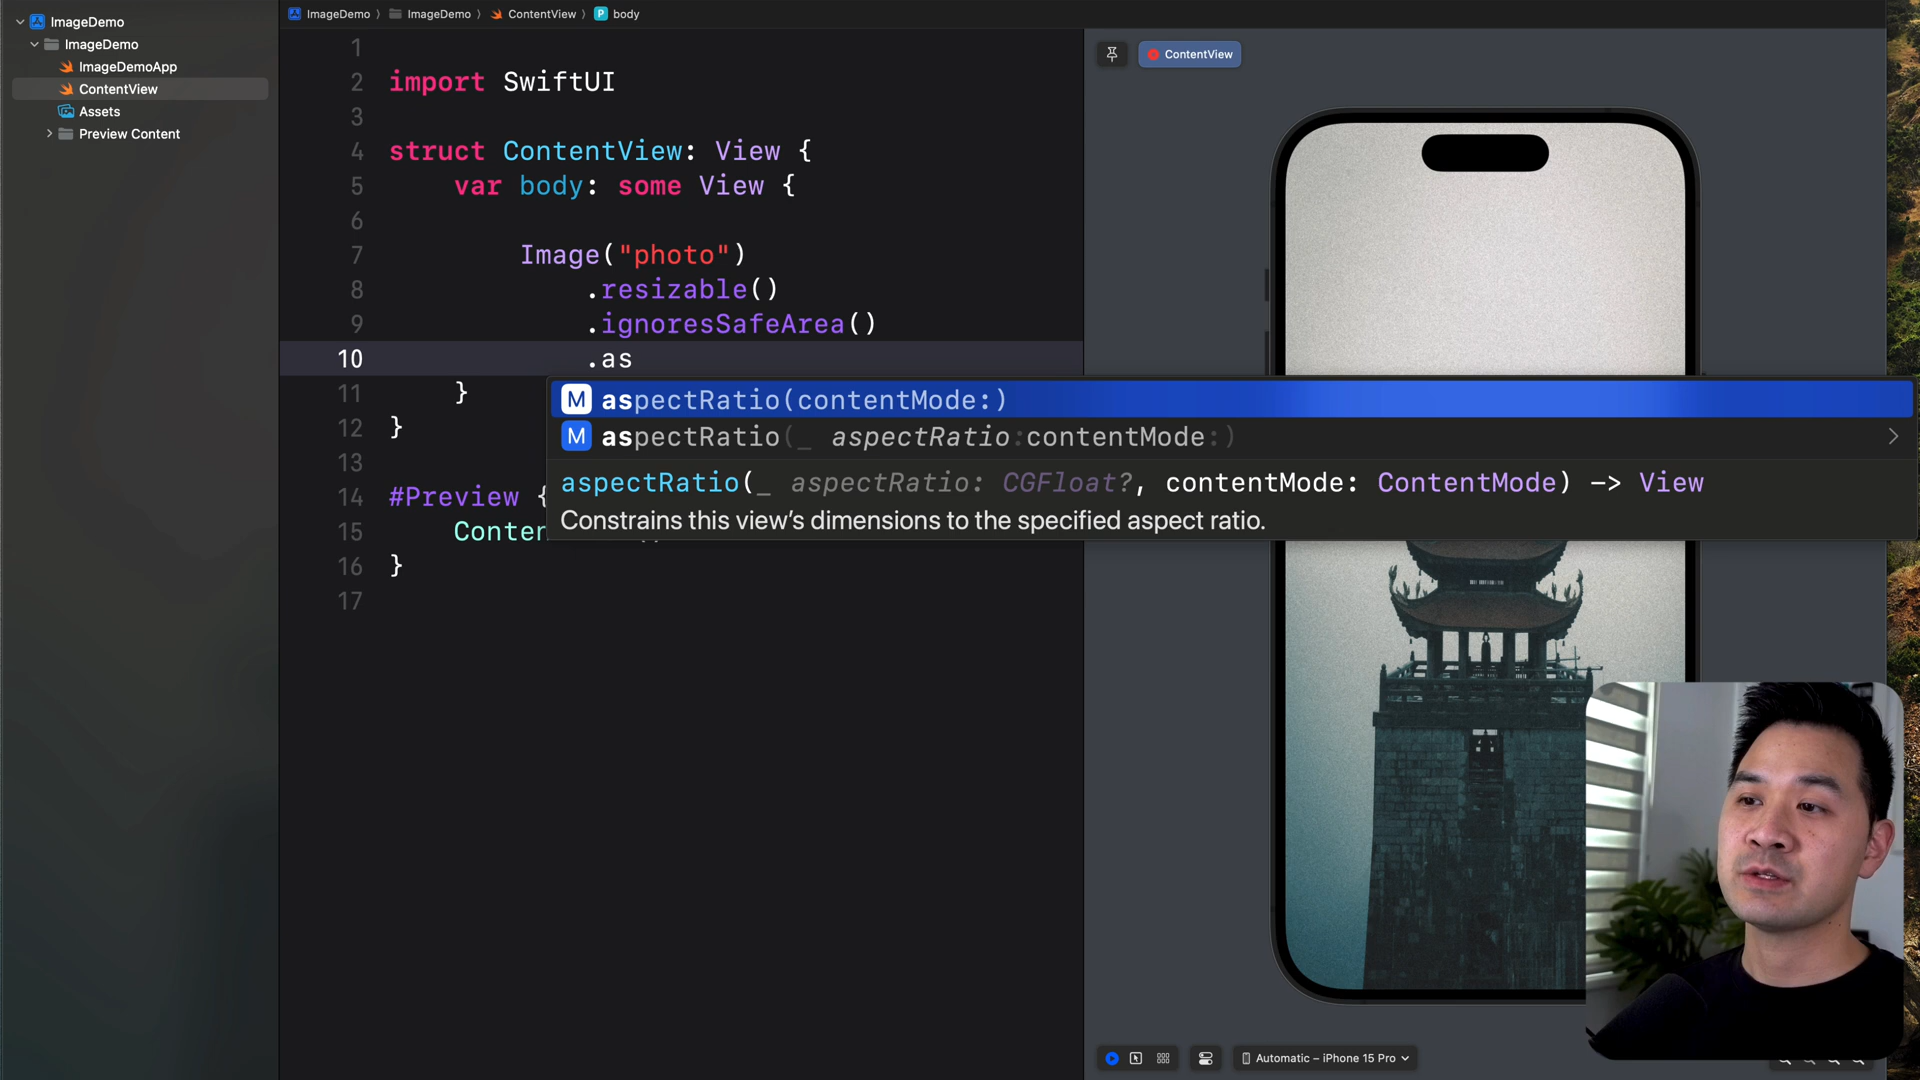 ImageDemo
ImageDemo
ImageDemoApp
ContentView
Assets
Preview Content
ImageDemo
ImageDemo
ContentView
P body
1
2 import SwiftUI
3
4 struct ContentView: View {
5 var body: some View {
6
7 Image("photo")
8 .resizable()
9 .ignoresSafeArea()
10 .as
11 }
12 }
13
14 #Preview {
15
16 }
17
M aspectRatio(contentMode:)
M aspectRatio(_ aspectRatio:contentMode:)
aspectRatio(_ aspectRatio: CGFloat?, contentMode: ContentMode) -> View
Constrains this view’s dimensions to the specified aspect ratio.
ContentView
Automatic – iPhone 15 Pro